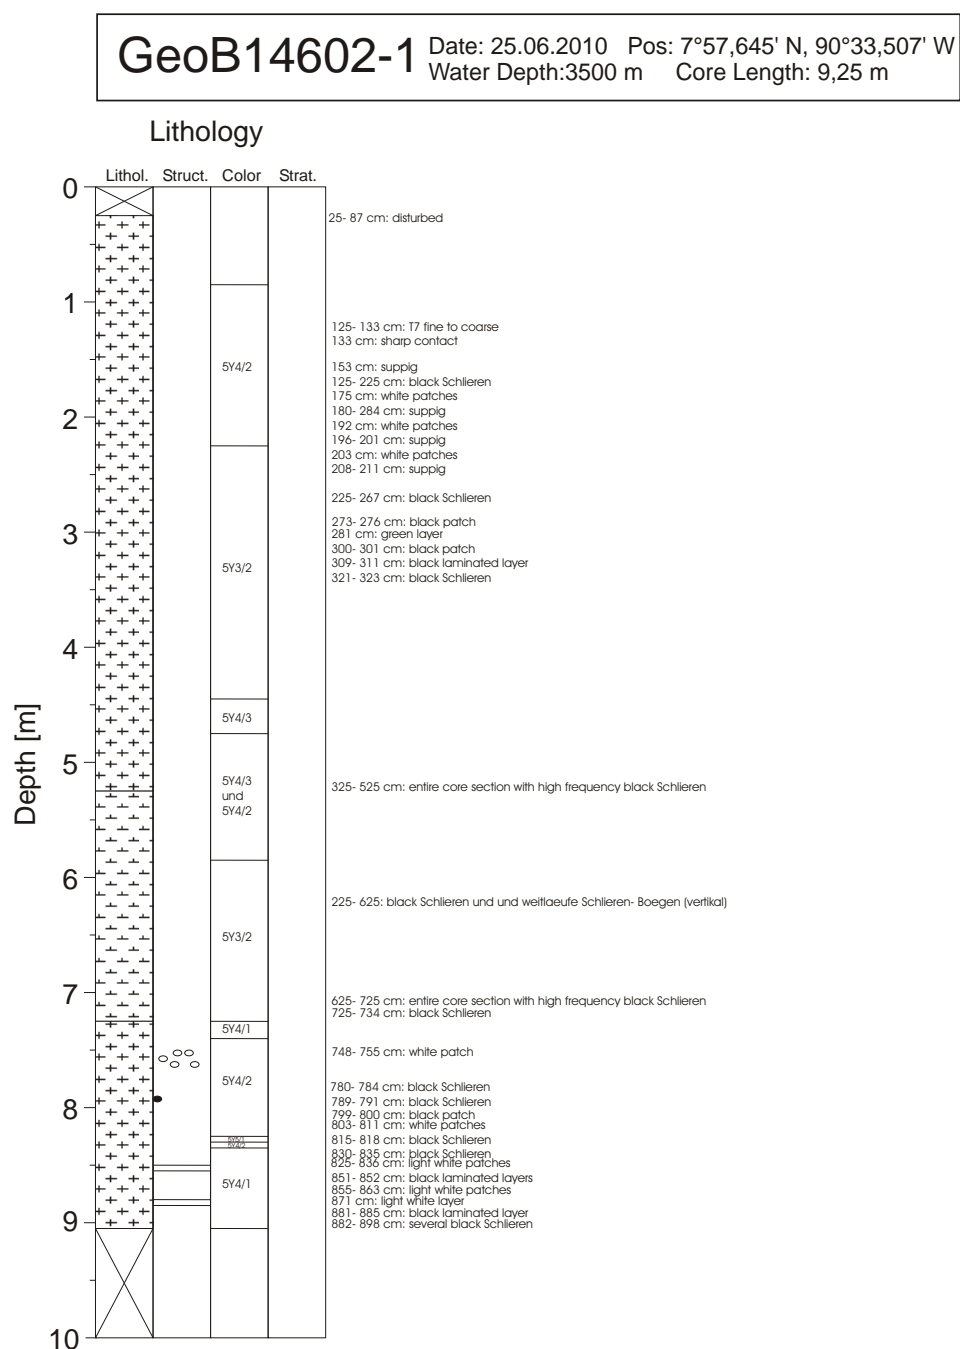 GeoB14602-1
Date: 25.06.2010 Pos: 7°57,645' N, 90°33,507' W
Water Depth:3500 m Core Length: 9,25 m
Lithology
Lithol. Struct. Color Strat.
0
25- 87 cm: disturbed
1
125- 133 cm: T7 fine to coarse
133 cm: sharp contact
5Y4/2
153 cm: suppig
125- 225 cm: black Schlieren
175 cm: white patches
180- 284 cm: suppig
2
192 cm: white patches
196- 201 cm: suppig
203 cm: white patches
208- 211 cm: suppig
225- 267 cm: black Schlieren
273- 276 cm: black patch
3
281 cm: green layer
300- 301 cm: black patch
309- 311 cm: black laminated layer
5Y3/2
321- 323 cm: black Schlieren
4
5Y4/3
Depth [m]
5
5Y4/3
und
5Y4/2
325- 525 cm: entire core section with high frequency black Schlieren
6
225- 625: black Schlieren und und weitlaeufe Schlieren- Boegen (vertikal)
5Y3/2
7
625- 725 cm: entire core section with high frequency black Schlieren
725- 734 cm: black Schlieren
5Y4/1
748- 755 cm: white patch
5Y4/2
780- 784 cm: black Schlieren
789- 791 cm: black Schlieren
8
799- 800 cm: black patch
803- 811 cm: white patches
815- 818 cm: black Schlieren
5Y5/1
5Y4/2
830- 835 cm: black Schlieren
825- 836 cm: light white patches
851- 852 cm: black laminated layers
5Y4/1
855- 863 cm: light white patches
871 cm: light white layer
881- 885 cm: black laminated layer
9
882- 898 cm: several black Schlieren
10